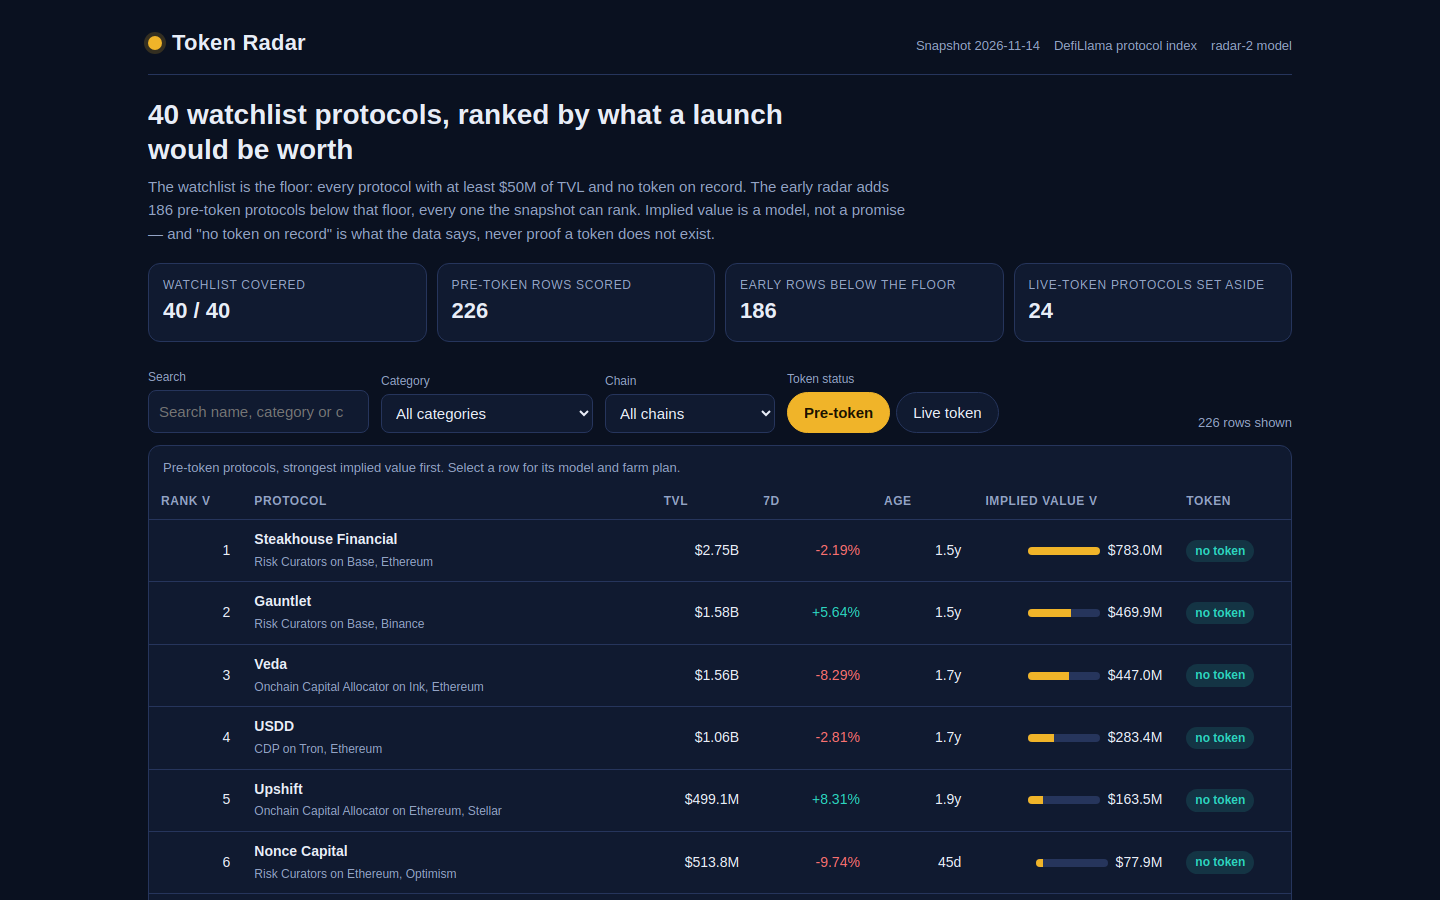 Token Radar
Snapshot 2026-11-14 DefiLlama protocol index radar-2 model
40 watchlist protocols, ranked by what a launch
would be worth
The watchlist is the floor: every protocol with at least $50M of TVL and no token on record. The early radar adds
186 pre-token protocols below that floor, every one the snapshot can rank. Implied value is a model, not a promise
— and "no token on record" is what the data says, never proof a token does not exist.
WATCHLIST COVERED
40 / 40
PRE-TOKEN ROWS SCORED
226
EARLY ROWS BELOW THE FLOOR
186
LIVE-TOKEN PROTOCOLS SET ASIDE
24
Search
Search name, category or c
Category
All categories
Chain
All chains
Token status
Pre-token
Live token
226 rows shown
Pre-token protocols, strongest implied value first. Select a row for its model and farm plan.
RANK V PROTOCOL TVL 7D AGE IMPLIED VALUE V TOKEN
1 Steakhouse Financial $2.75B -2.19% 1.5y $783.0M no token
Risk Curators on Base, Ethereum
2 Gauntlet $1.58B +5.64% 1.5y $469.9M no token
Risk Curators on Base, Binance
3 Veda $1.56B -8.29% 1.7y $447.0M no token
Onchain Capital Allocator on Ink, Ethereum
4 USDD $1.06B -2.81% 1.7y $283.4M no token
CDP on Tron, Ethereum
5 Upshift $499.1M +8.31% 1.9y $163.5M no token
Onchain Capital Allocator on Ethereum, Stellar
6 Nonce Capital $513.8M -9.74% 45d $77.9M no token
Risk Curators on Ethereum, Optimism